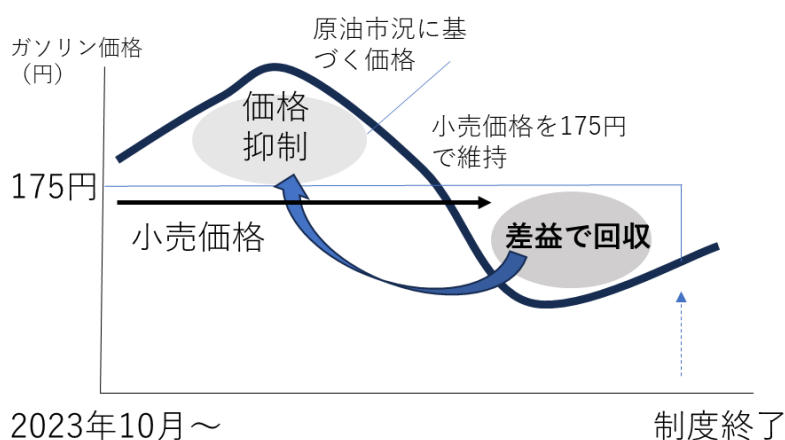 ガソリン価格
（円）
原油市況に基
づく価格
価格
抑制
小売価格を175円
で維持
175円
小売価格
差益で回収
2023年10月～
制度終了